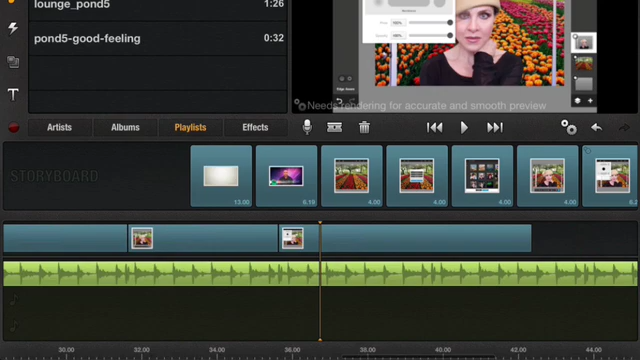 lounge_pond5 1:26
pond5-good-feeling 0:32
Needs rendering for accurate and smooth preview
Artists Albums Playlists Effects
STORYBOARD
13.00 6.19 4.00 4.00 4.00 4.00
30.00 32.00 34.00 36.00 38.00 40.00 42.00 44.00